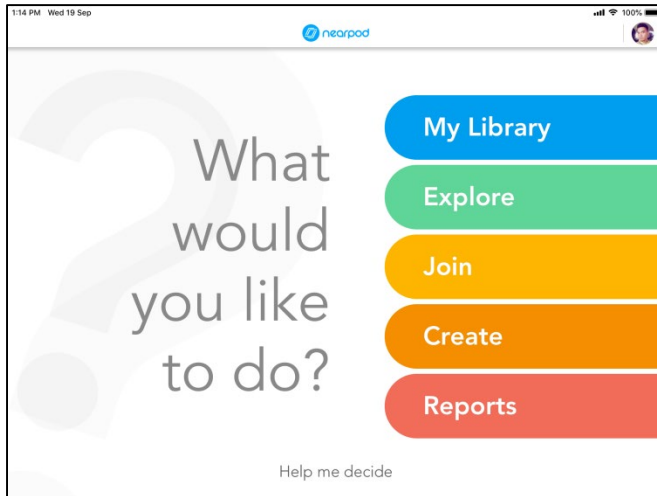 1:14 PM Wed 19 Sep
100%
nearpod
What
would
you like
to do?
My Library
Explore
Join
Create
Reports
Help me decide